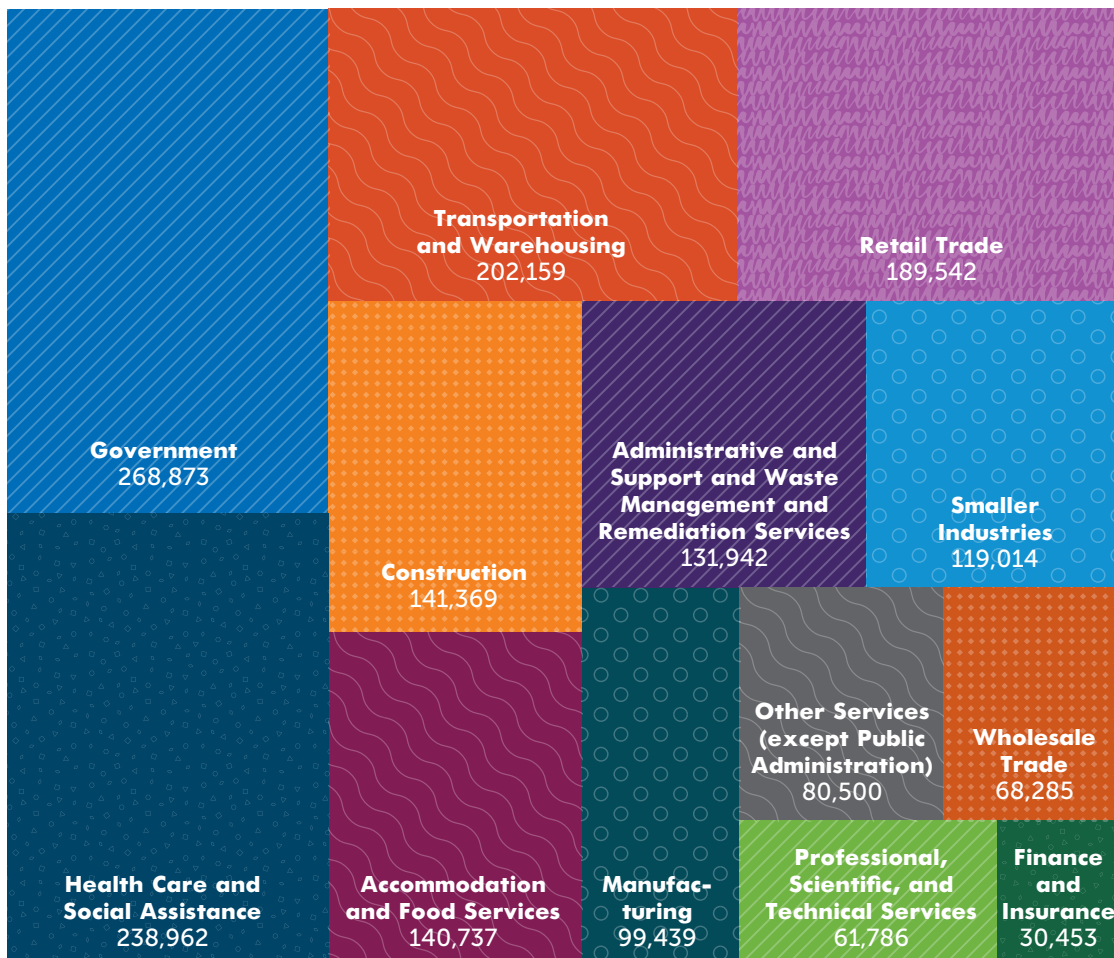 Transportation
and Warehousing
202,159
Retail Trade
189,542
Government
268,873
Construction
141,369
Administrative and
Support and Waste
Management and
Remediation Services
131,942
Smaller
Industries
119,014
Health Care and
Social Assistance
238,962
Accommodation
and Food Services
140,737
Manufac-
turing
99,439
Other Services
(except Public
Administration)
80,500
Wholesale
Trade
68,285
Professional,
Scientific, and
Technical Services
61,786
Finance
and
Insurance
30,453